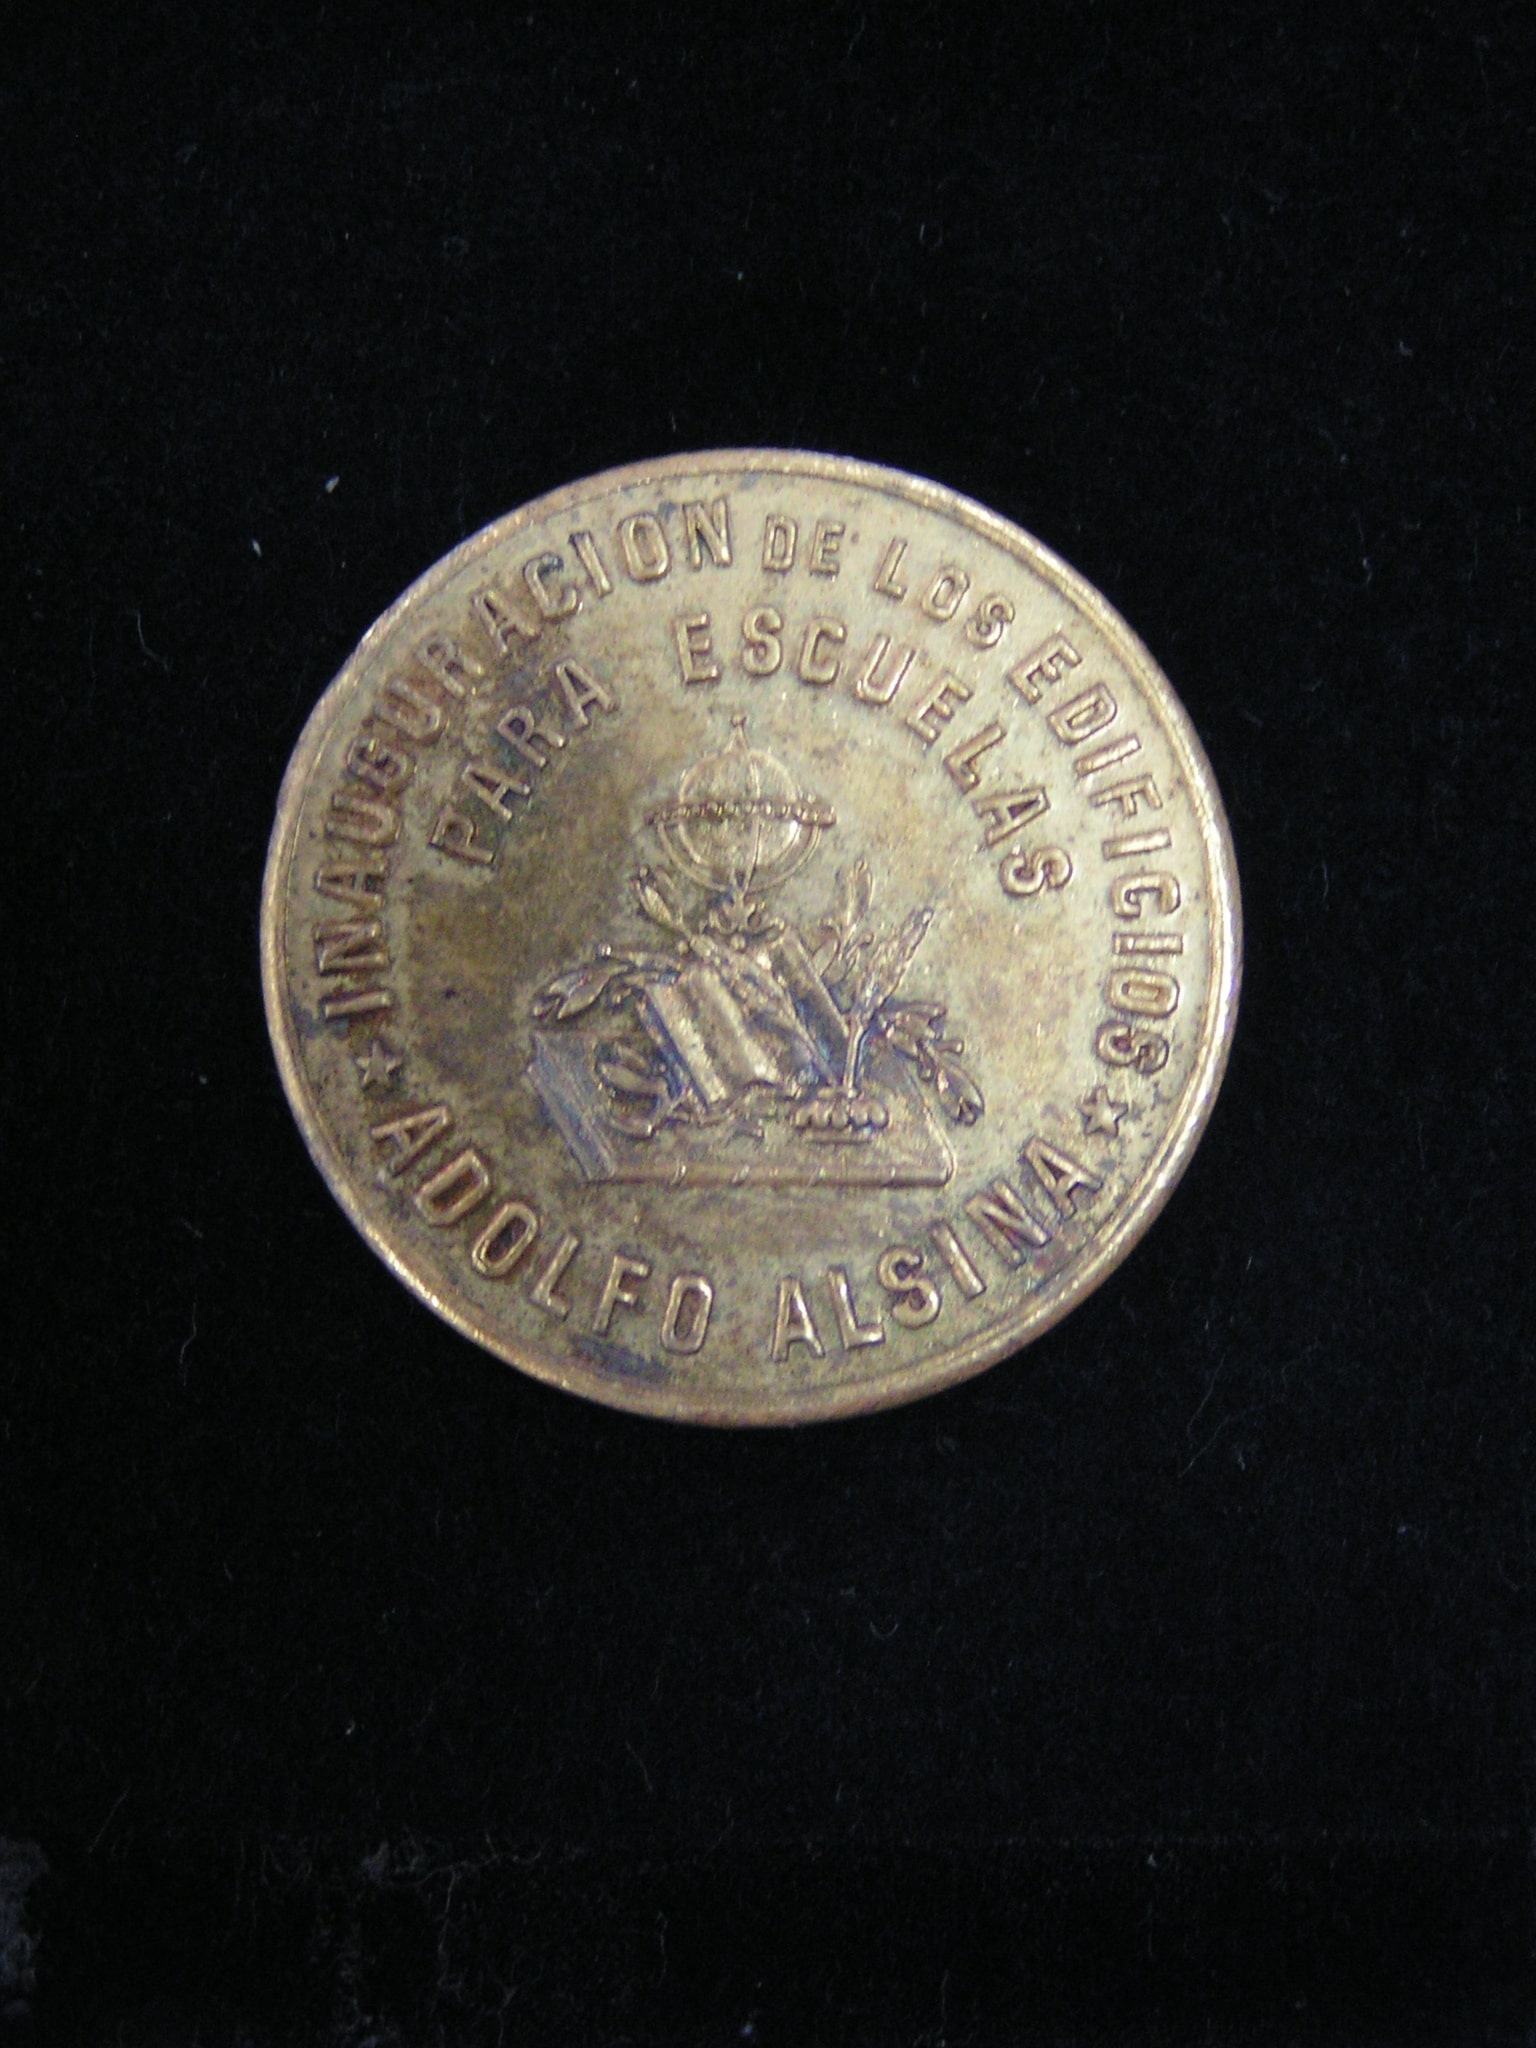 INAUGURACION DE LOS EDIFICIOS
PARA ESCUELAS
★ ADOLFO ALSINA ★